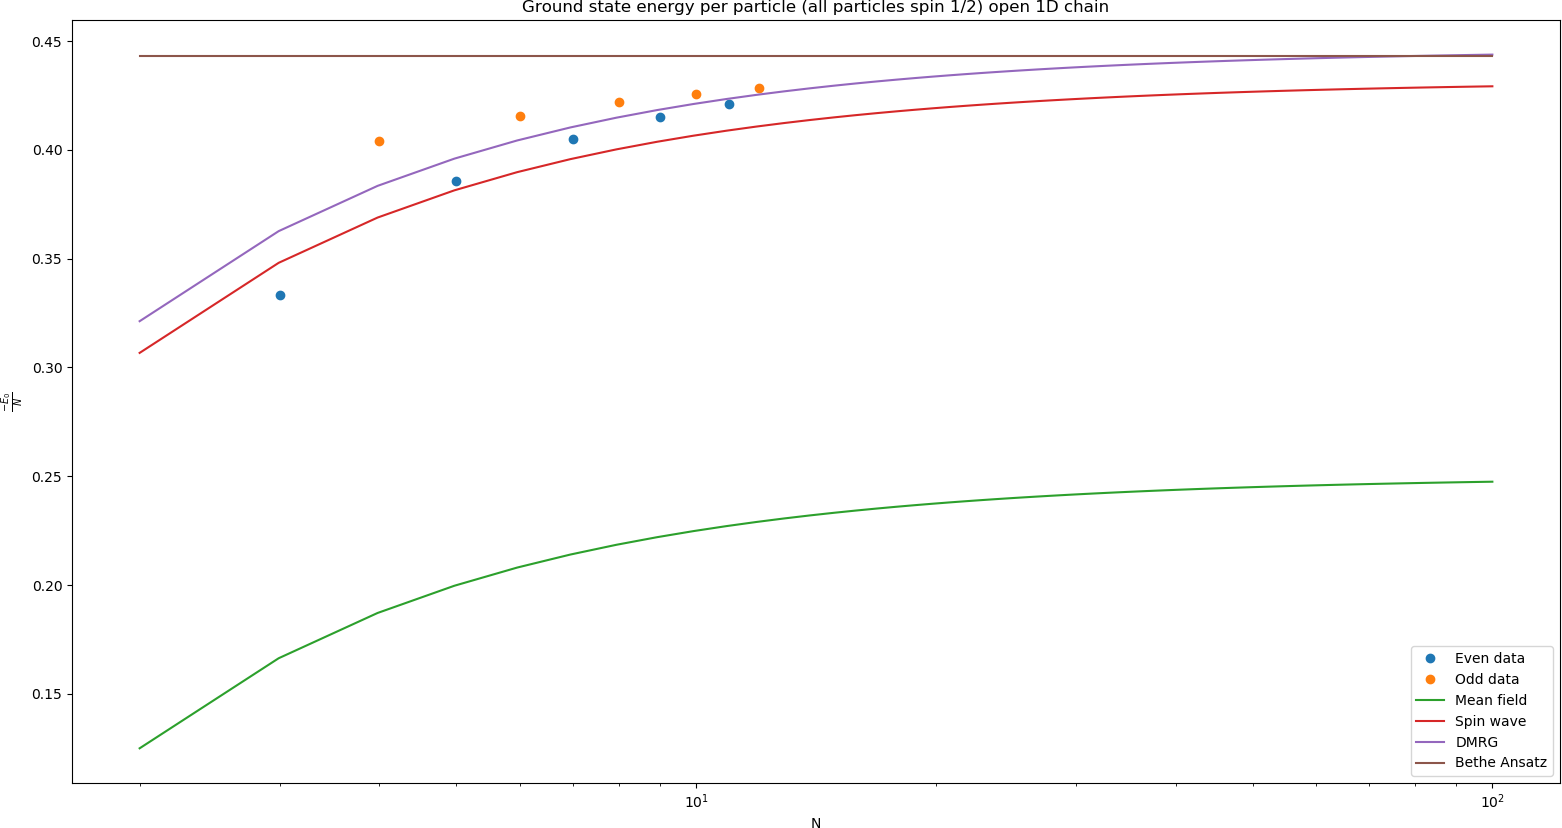 Ground state energy per particle (all particles spin 1/2) open 1D chain
0.45
0.40
0.35
0.30
0.25
0.20
0.15
-E₀/N
10¹
10²
N
Even data
Odd data
Mean field
Spin wave
DMRG
Bethe Ansatz